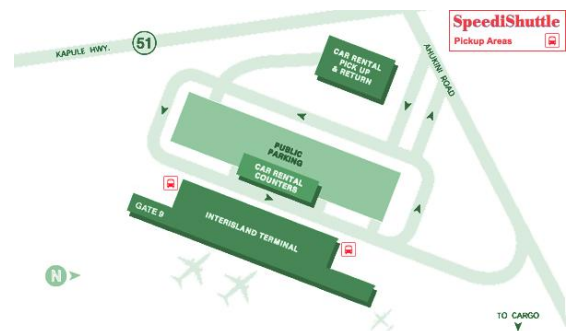 SpeediShuttle
Pickup Areas
KAPULE HWY.
51
AHUKINI ROAD
CAR RENTAL
PICK UP
& RETURN
PUBLIC
PARKING
CAR RENTAL
COUNTERS
GATE 9
INTERISLAND TERMINAL
N
TO CARGO